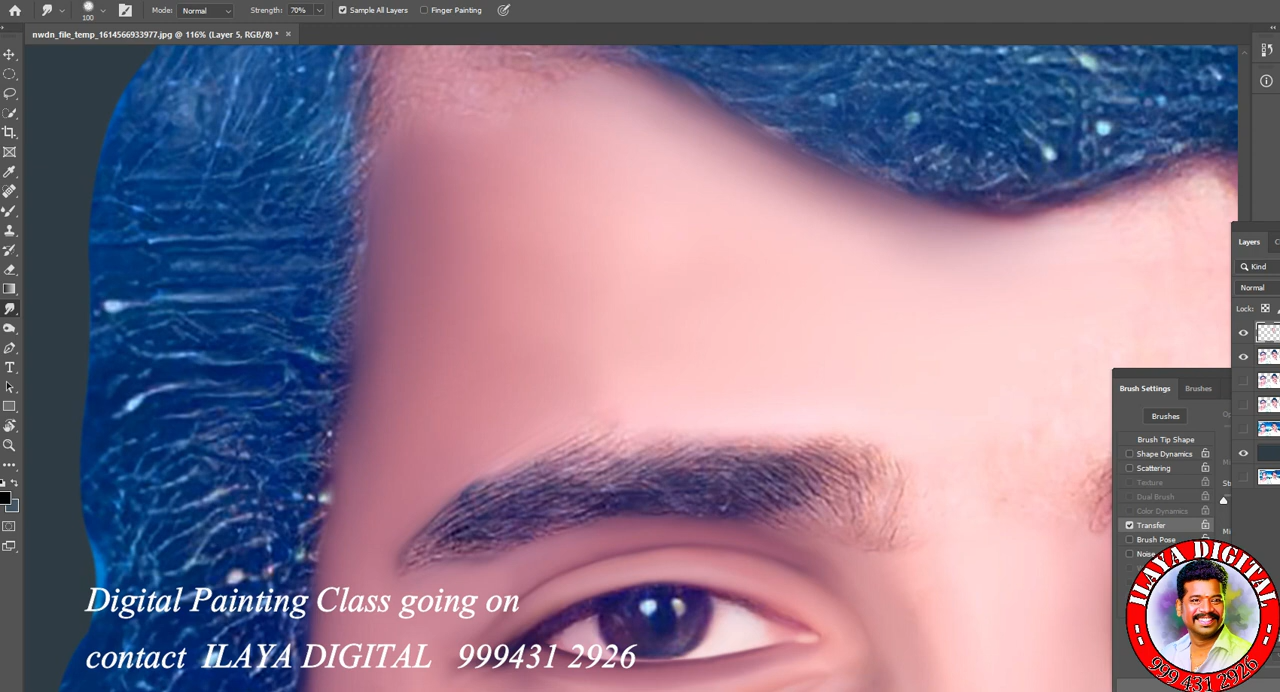 Mode: Normal Strength: 70% Sample All Layers Finger Painting
100
nwdn_file_temp_1614566933977.jpg @ 116% (Layer 5, RGB/8) *
Layers
Kind
Normal
Lock:
Brush Settings Brushes
Brushes
Brush Tip Shape
Shape Dynamics
Scattering
Texture
Dual Brush
Color Dynamics
Transfer
Brush Pose
Noise
Digital Painting Class going on
contact ILAYA DIGITAL 999431 2926
ILAYA DIGITAL
999 431 2926